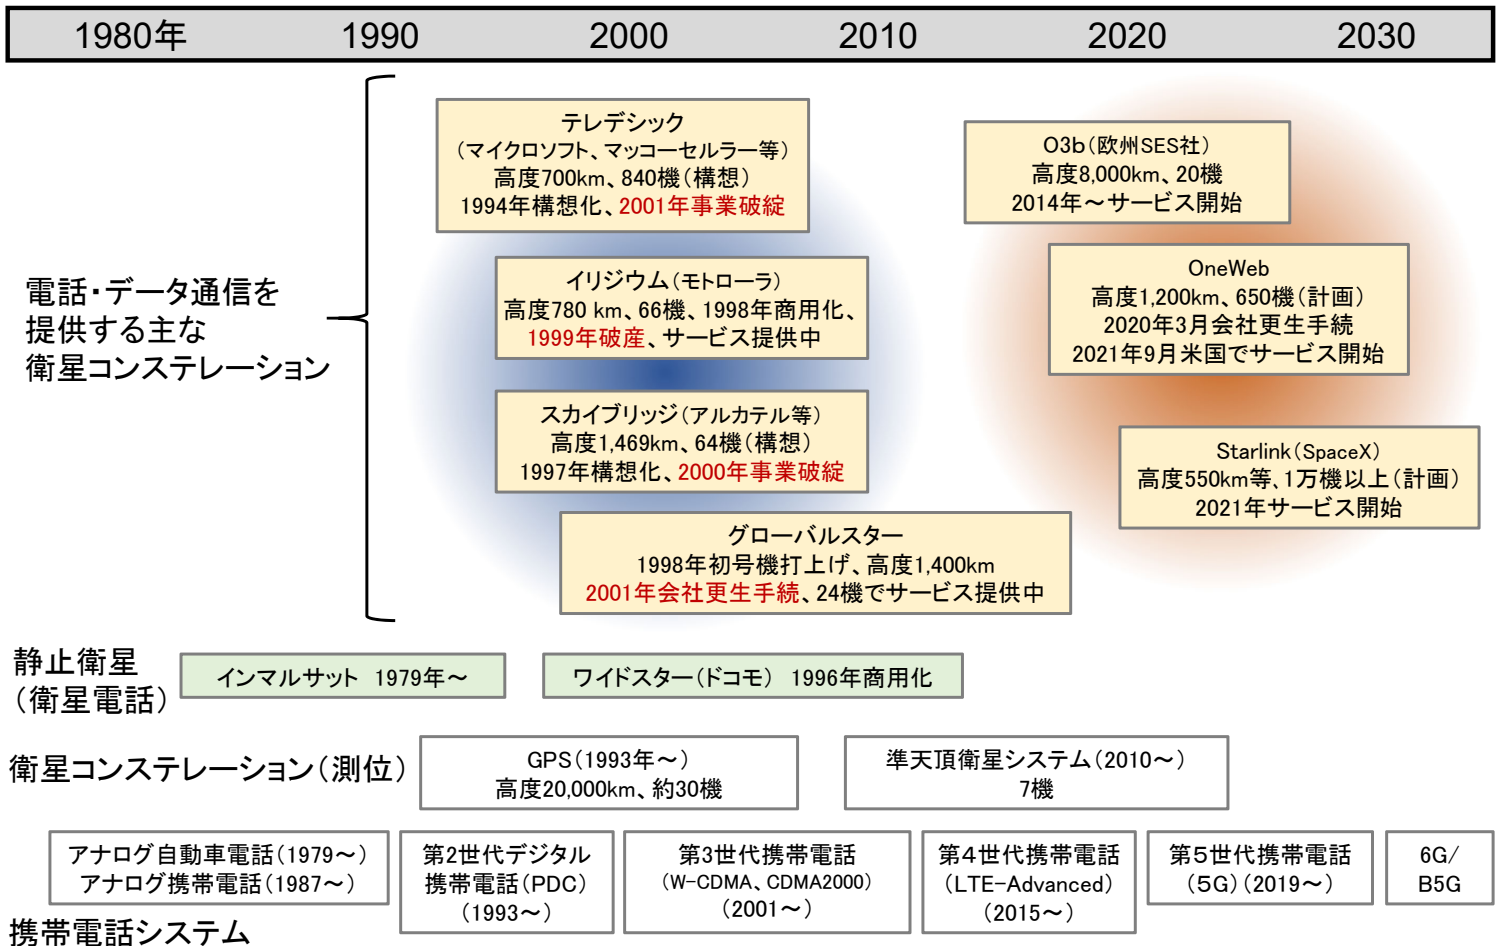 1980年 1990 2000 2010 2020 2030
電話・データ通信を
提供する主な
衛星コンステレーション
テレデシック
（マイクロソフト、マッコーセルラー等）
高度700km、840機（構想）
1994年構想化、2001年事業破綻
イリジウム（モトローラ）
高度780 km、66機、1998年商用化、
1999年破産、サービス提供中
スカイブリッジ（アルカテル等）
高度1,469km、64機（構想）
1997年構想化、2000年事業破綻
グローバルスター
1998年初号機打上げ、高度1,400km
2001年会社更生手続、24機でサービス提供中
O3b（欧州SES社）
高度8,000km、20機
2014年～サービス開始
OneWeb
高度1,200km、650機（計画）
2020年3月会社更生手続
2021年9月米国でサービス開始
Starlink（SpaceX）
高度550km等、1万機以上（計画）
2021年サービス開始
静止衛星
（衛星電話）
インマルサット 1979年～
ワイドスター（ドコモ） 1996年商用化
衛星コンステレーション（測位）
GPS（1993年～）
高度20,000km、約30機
準天頂衛星システム（2010～）
7機
アナログ自動車電話（1979～）
アナログ携帯電話（1987～）
第2世代デジタル
携帯電話（PDC）
（1993～）
第3世代携帯電話
（W-CDMA、CDMA2000）
（2001～）
第４世代携帯電話
（LTE-Advanced）
（2015～）
第５世代携帯電話
（５G）（2019～）
6G/
B5G
携帯電話システム